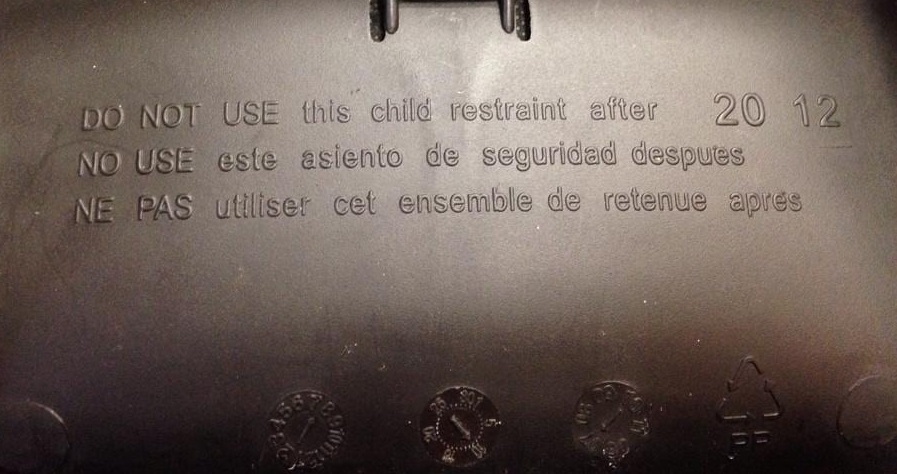 DO NOT USE this child restraint after 20 12
NO USE este asiento de seguridad despues
NE PAS utiliser cet ensemble de retenue aprés
PP